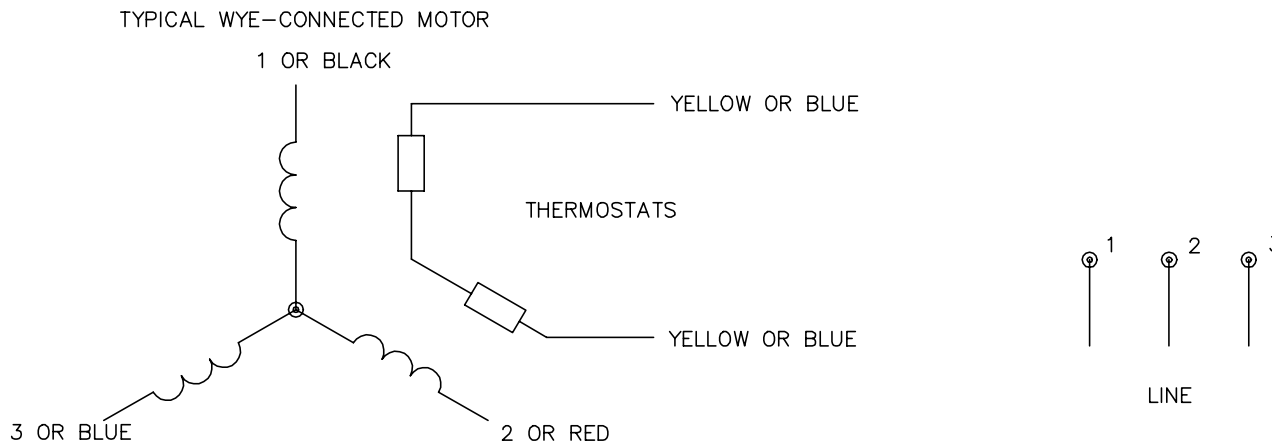 TYPICAL WYE-CONNECTED MOTOR
1 OR BLACK
YELLOW OR BLUE
THERMOSTATS
YELLOW OR BLUE
3 OR BLUE
2 OR RED
1 2 3
LINE